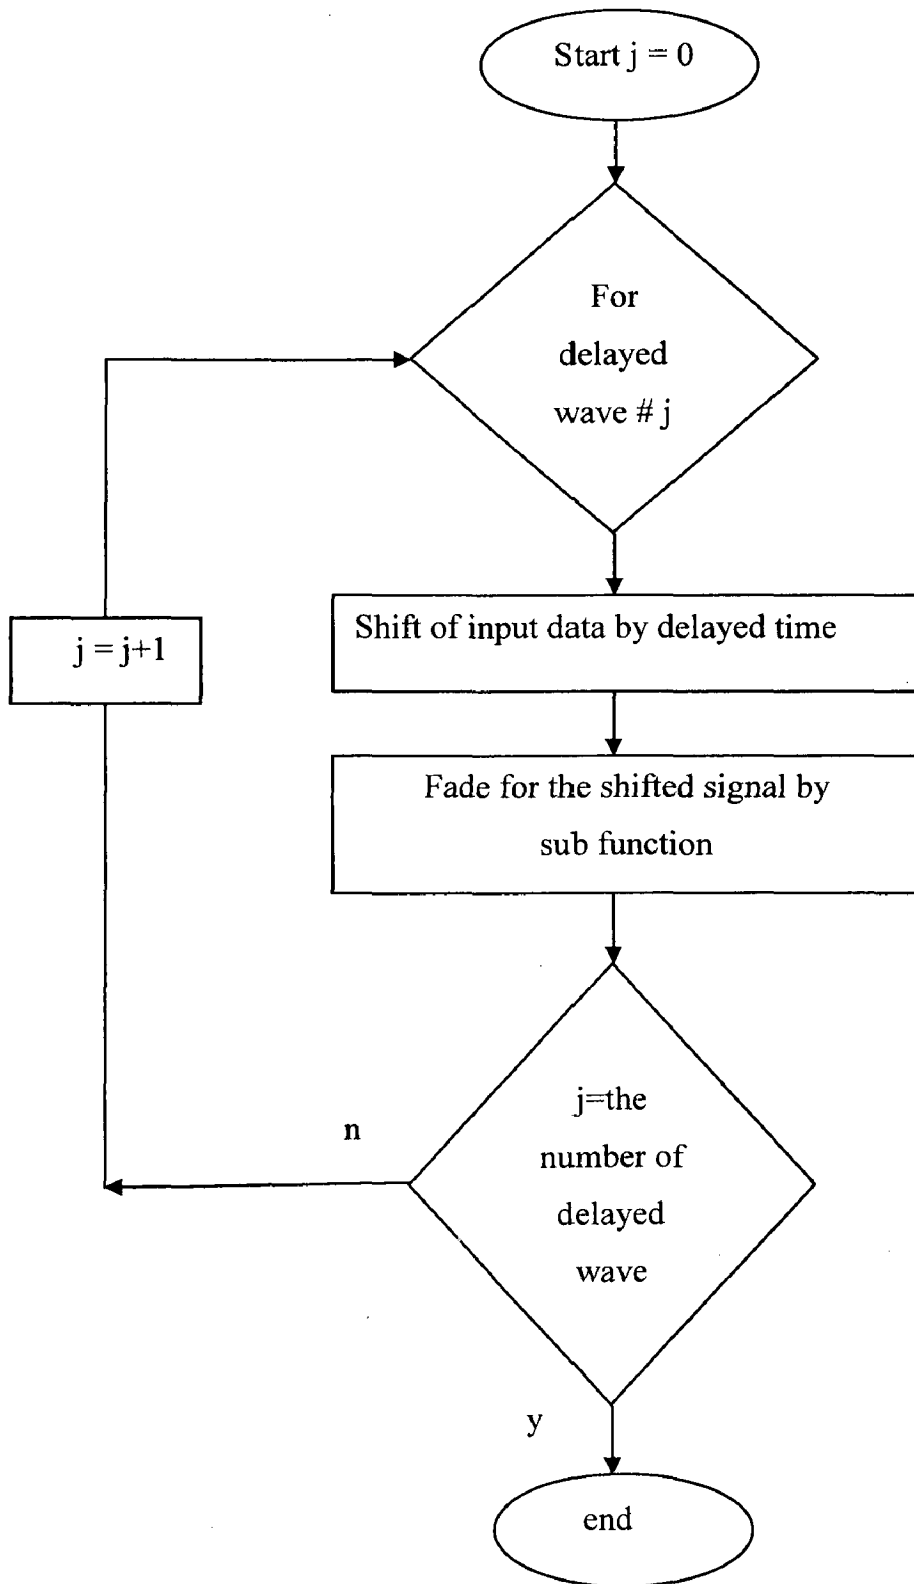 Start j = 0
For
delayed
wave # j
Shift of input data by delayed time
j = j+1
Fade for the shifted signal by
sub function
j=the
number of
delayed
wave
n
y
end